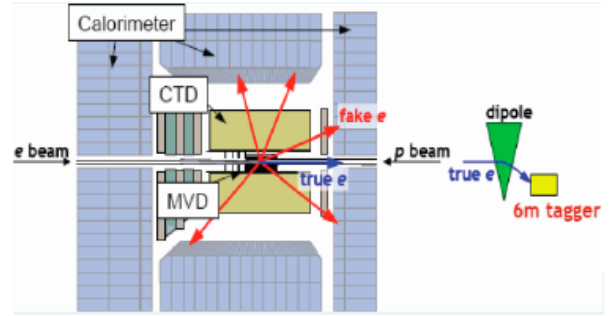 Calorimeter
CTD
fake e
dipole
e beam
p beam
true e
true e
MVD
6m tagger